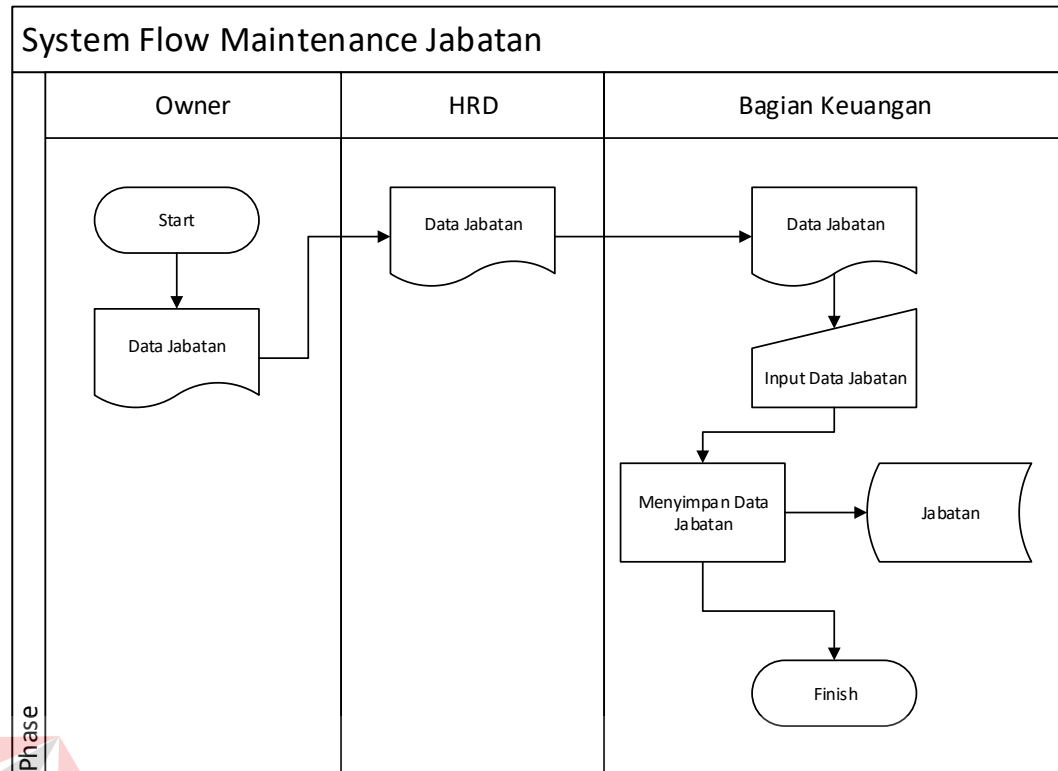 System Flow Maintenance Jabatan
Owner
HRD
Bagian Keuangan
Start
Data Jabatan
Data Jabatan
Data Jabatan
Input Data Jabatan
Menyimpan Data
Jabatan
Jabatan
Finish
Phase